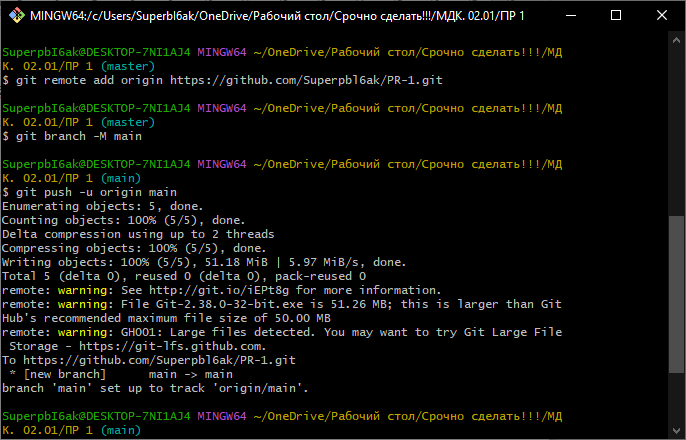 MINGW64:/c/Users/Superbl6ak/OneDrive/Рабочий стол/Срочно сделать!!!/МДК. 02.01/ПР 1
SuperpbI6ak@DESKTOP-7NI1AJ4 MINGW64 ~/OneDrive/Рабочий стол/Срочно сделать!!!/МД
К. 02.01/ПР 1 (master)
$ git remote add origin https://github.com/Superpbl6ak/PR-1.git
SuperpbI6ak@DESKTOP-7NI1AJ4 MINGW64 ~/OneDrive/Рабочий стол/Срочно сделать!!!/МД
К. 02.01/ПР 1 (master)
$ git branch -M main
SuperpbI6ak@DESKTOP-7NI1AJ4 MINGW64 ~/OneDrive/Рабочий стол/Срочно сделать!!!/МД
К. 02.01/ПР 1 (main)
$ git push -u origin main
Enumerating objects: 5, done.
Counting objects: 100% (5/5), done.
Delta compression using up to 2 threads
Compressing objects: 100% (5/5), done.
Writing objects: 100% (5/5), 51.18 MiB | 5.97 MiB/s, done.
Total 5 (delta 0), reused 0 (delta 0), pack-reused 0
remote: warning: See http://git.io/iEPt8g for more information.
remote: warning: File Git-2.38.0-32-bit.exe is 51.26 MB; this is larger than Git
Hub's recommended maximum file size of 50.00 MB
remote: warning: GH001: Large files detected. You may want to try Git Large File
Storage - https://git-lfs.github.com.
To https://github.com/Superpbl6ak/PR-1.git
* [new branch]      main -> main
branch 'main' set up to track 'origin/main'.
SuperpbI6ak@DESKTOP-7NI1AJ4 MINGW64 ~/OneDrive/Рабочий стол/Срочно сделать!!!/МД
К. 02.01/ПР 1 (main)